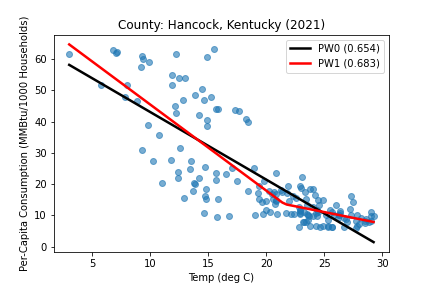 County: Hancock, Kentucky (2021)
PW0 (0.654)
PW1 (0.683)
Per-Capita Consumption (MMBtu/1000 Households)
60
50
40
30
20
10
0
5 10 15 20 25 30
Temp (deg C)